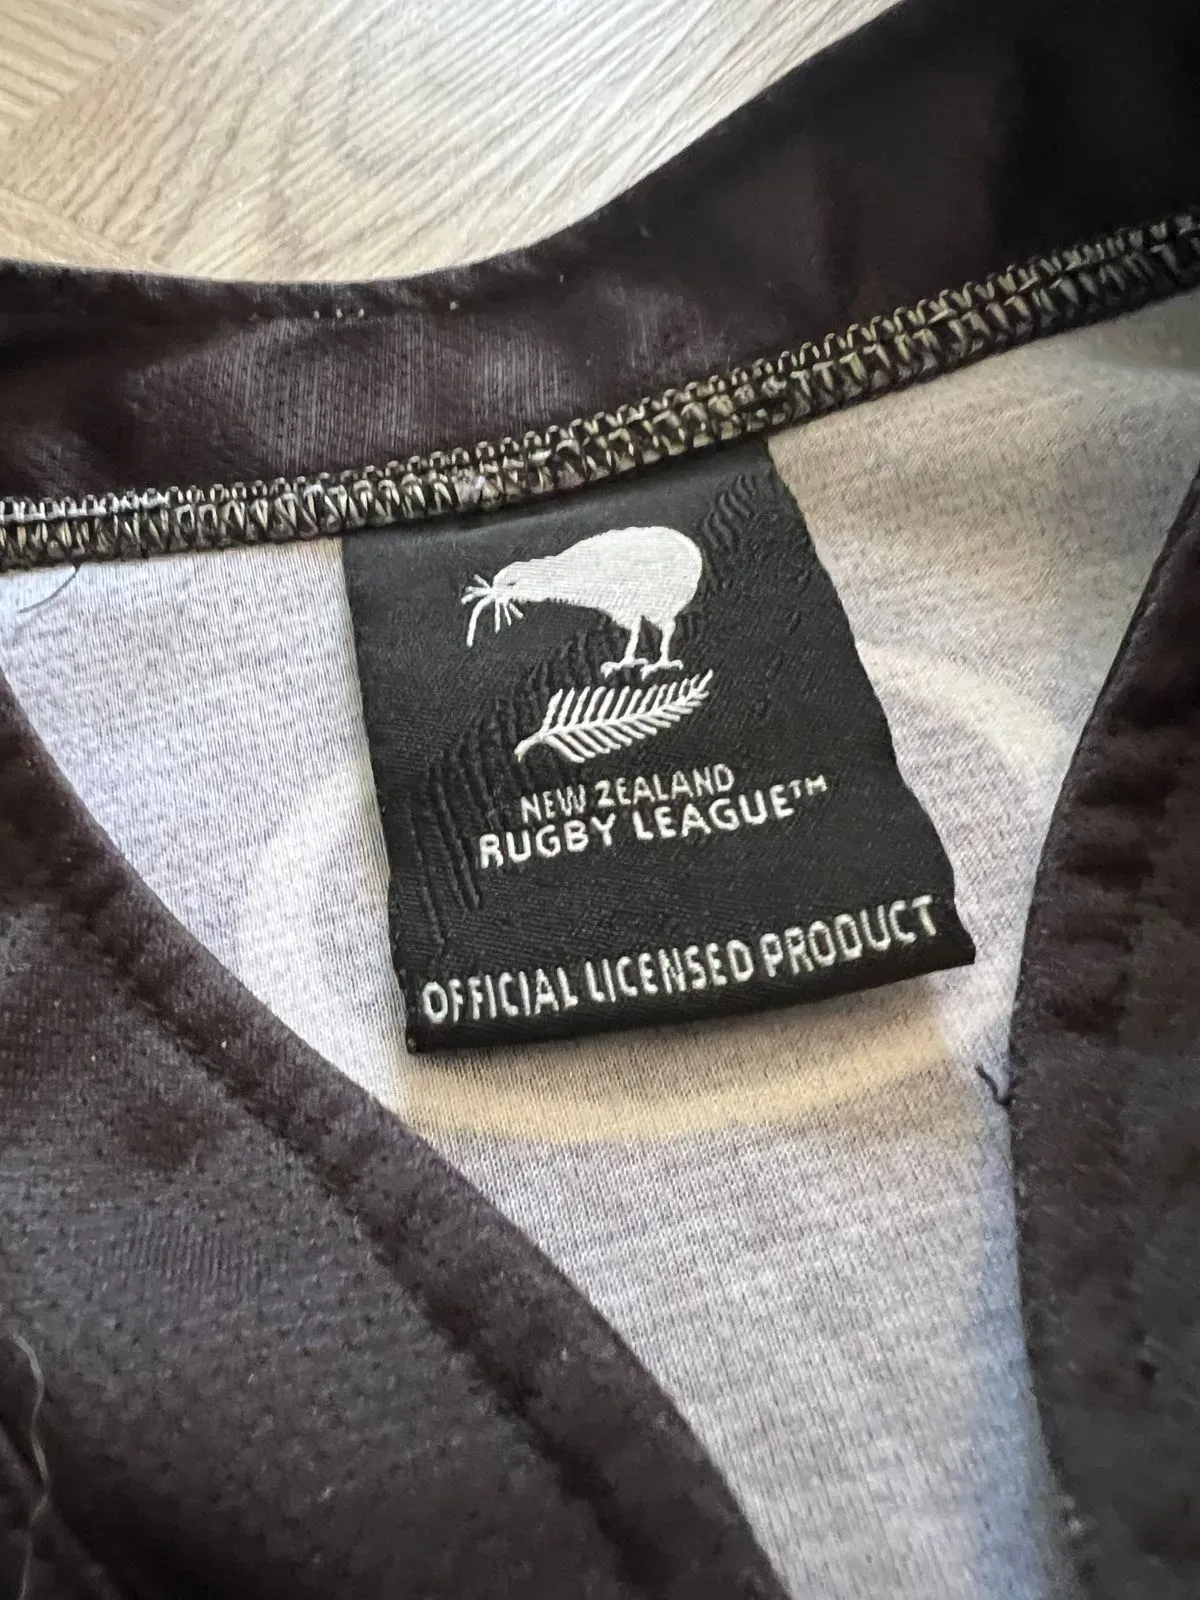 NEW ZEALAND
RUGBY LEAGUE™
OFFICIAL LICENSED PRODUCT